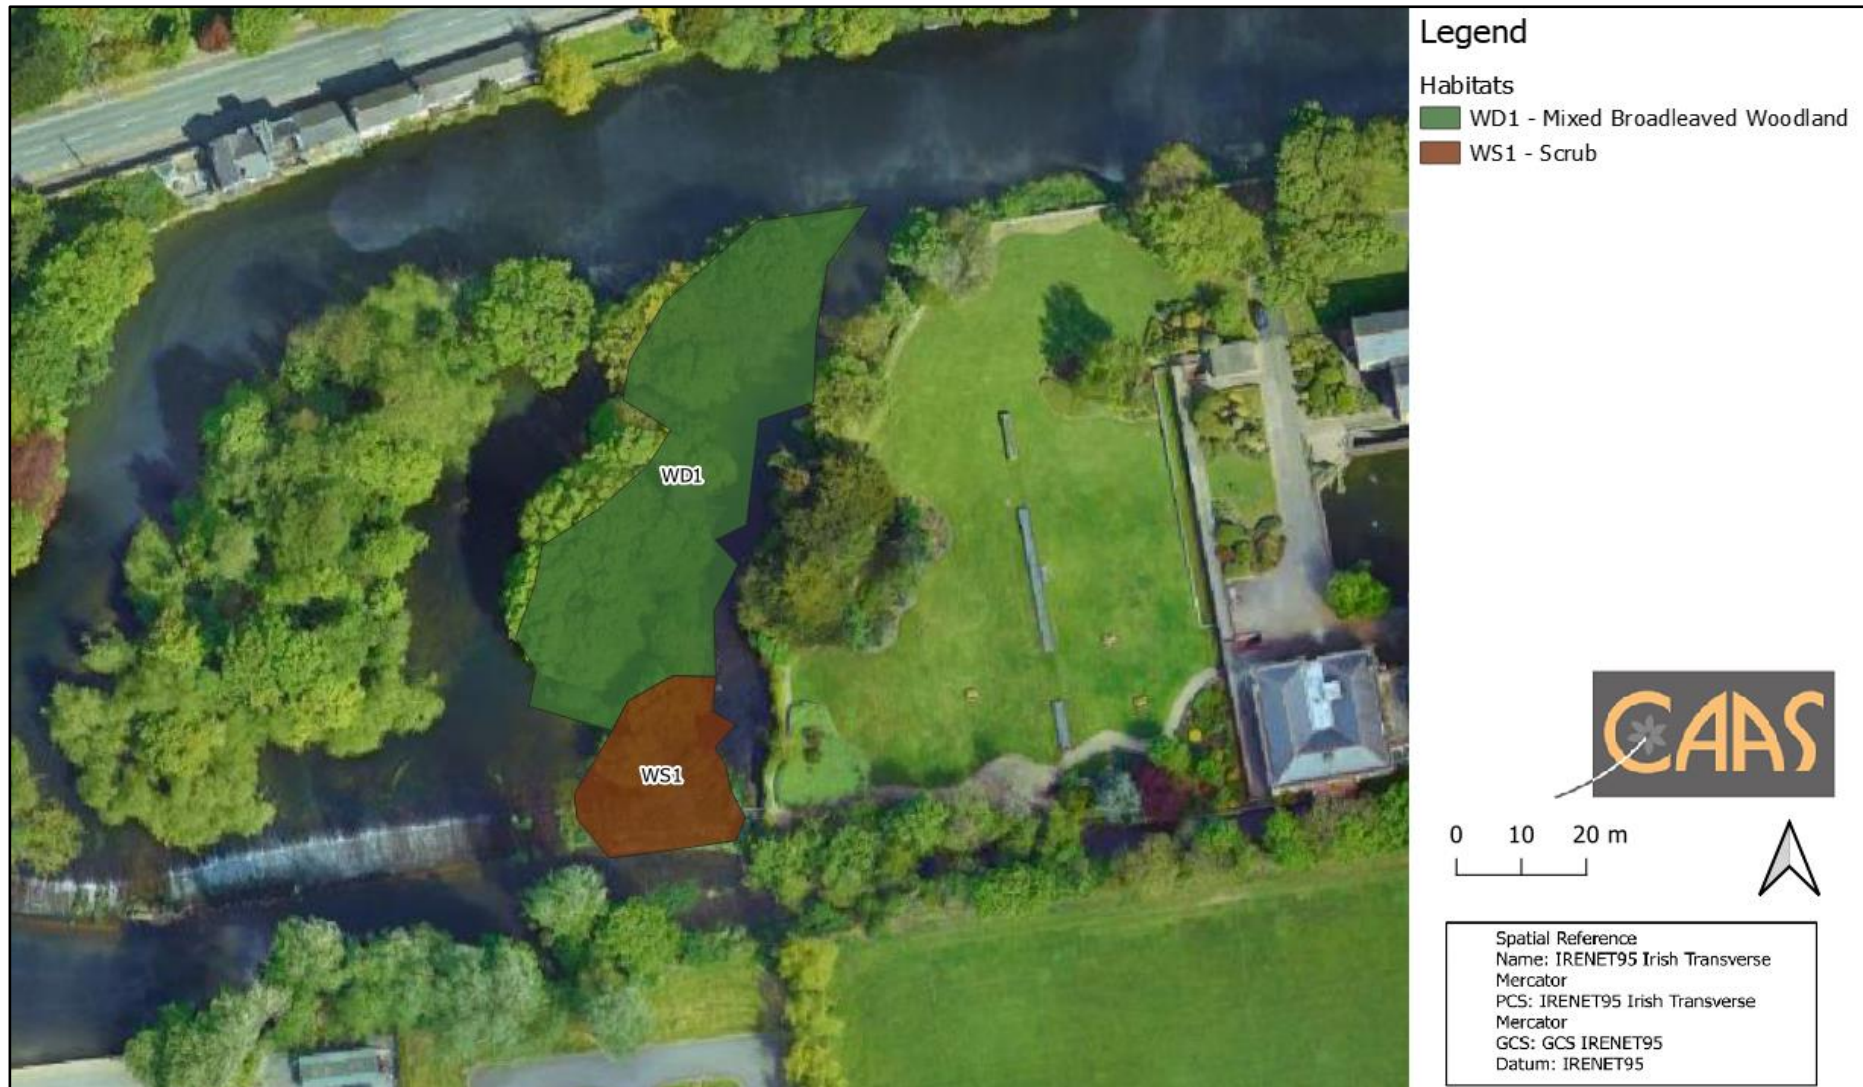 Legend
Habitats
WD1 - Mixed Broadleaved Woodland
WS1 - Scrub
WD1
WS1
CAAS
0 10 20 m
Spatial Reference
Name: IRENET95 Irish Transverse
Mercator
PCS: IRENET95 Irish Transverse
Mercator
GCS: GCS IRENET95
Datum: IRENET95